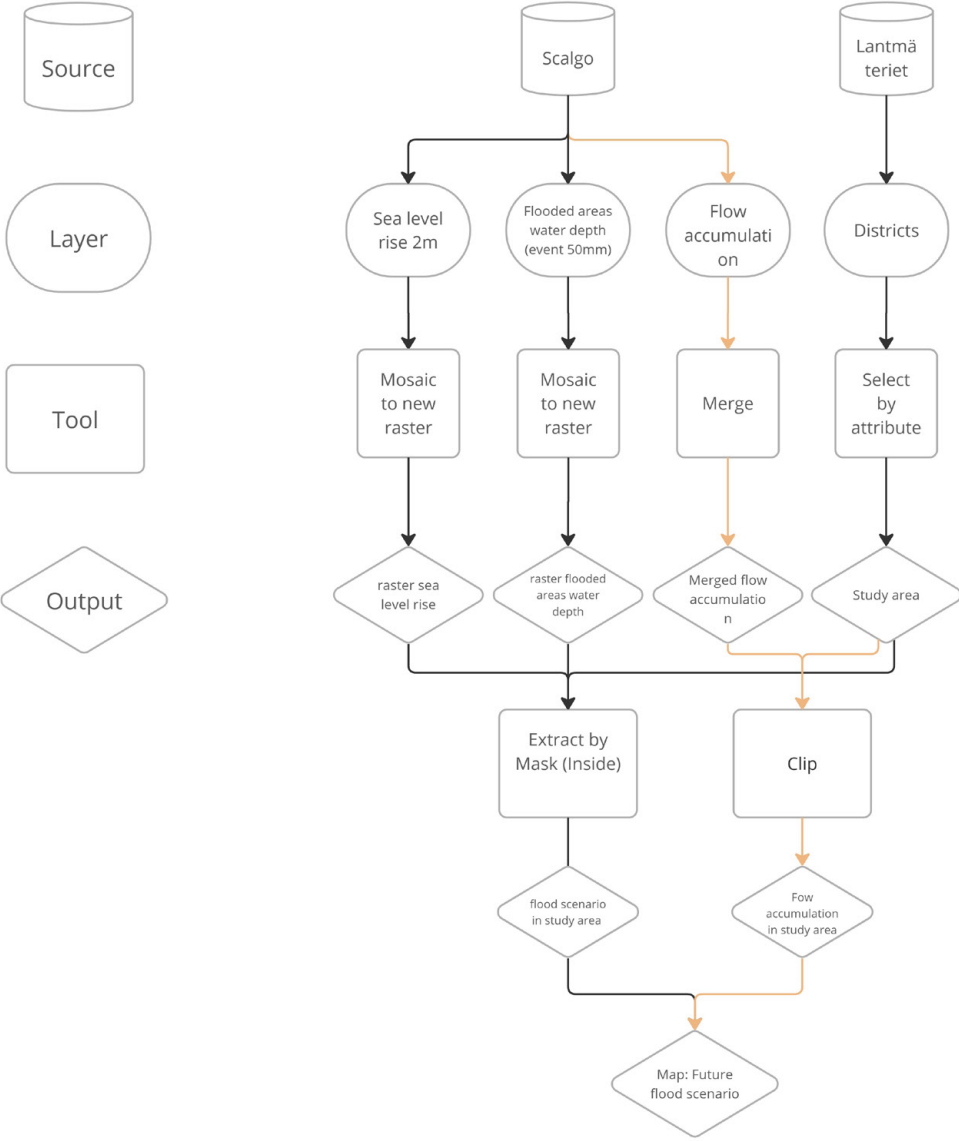 Source
Scalgo
Lantmä
teriet
Layer
Sea level
rise 2m
Flooded areas
water depth
(event 50mm)
Flow
accumulati
on
Districts
Tool
Mosaic
to new
raster
Mosaic
to new
raster
Merge
Select
by
attribute
Output
raster sea
level rise
raster flooded
areas water
depth
Merged flow
accumulatio
n
Study area
Extract by
Mask (Inside)
Clip
flood scenario
in study area
Fow
accumulation
in study area
Map: Future
flood scenario